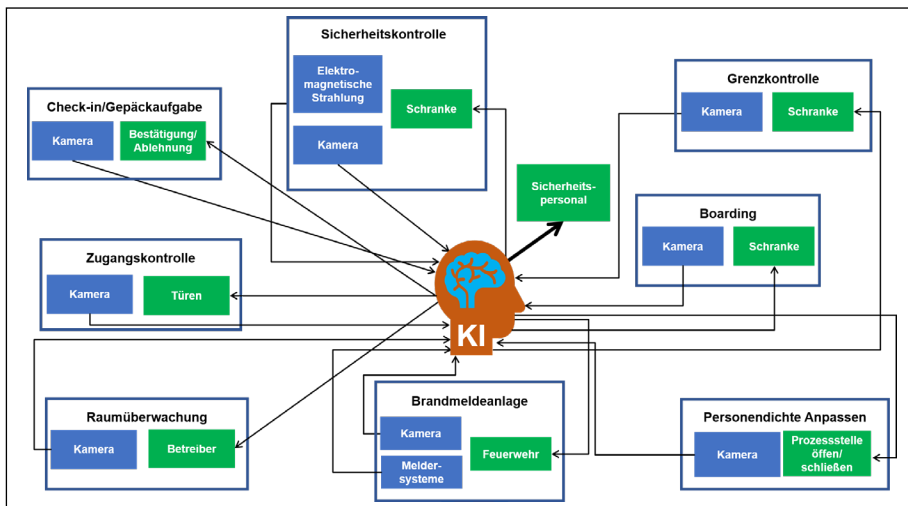 Sicherheitskontrolle
Elektro-
magnetische
Strahlung
Schranke
Kamera
Grenzkontrolle
Kamera
Schranke
Check-in/Gepäckaufgabe
Kamera
Bestätigung/
Ablehnung
Sicherheits-
personal
Boarding
Kamera
Schranke
Zugangskontrolle
Kamera
Türen
KI
Raumüberwachung
Kamera
Betreiber
Brandmeldeanlage
Kamera
Melder-
systeme
Feuerwehr
Personendichte Anpassen
Kamera
Prozessstelle
öffen/
schließen